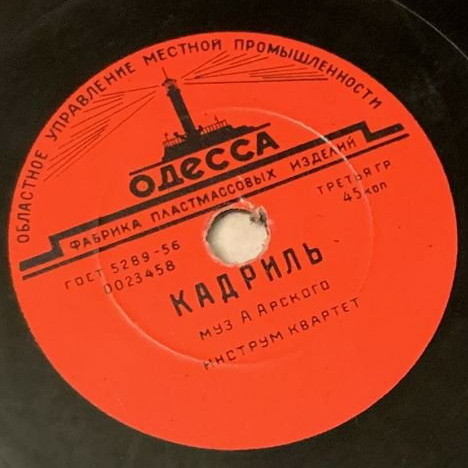 ОБЛАСТНОЕ УПРАВЛЕНИЕ МЕСТНОЙ ПРОМЫШЛЕННОСТИ
ОДЕССА
ФАБРИКА ПЛАСТМАССОВЫХ ИЗДЕЛИЙ
ГОСТ 5289-56
0023458
ТРЕТЬЯ ГР
45 коп
КАДРИЛЬ
муз А Арского
инструм квартет